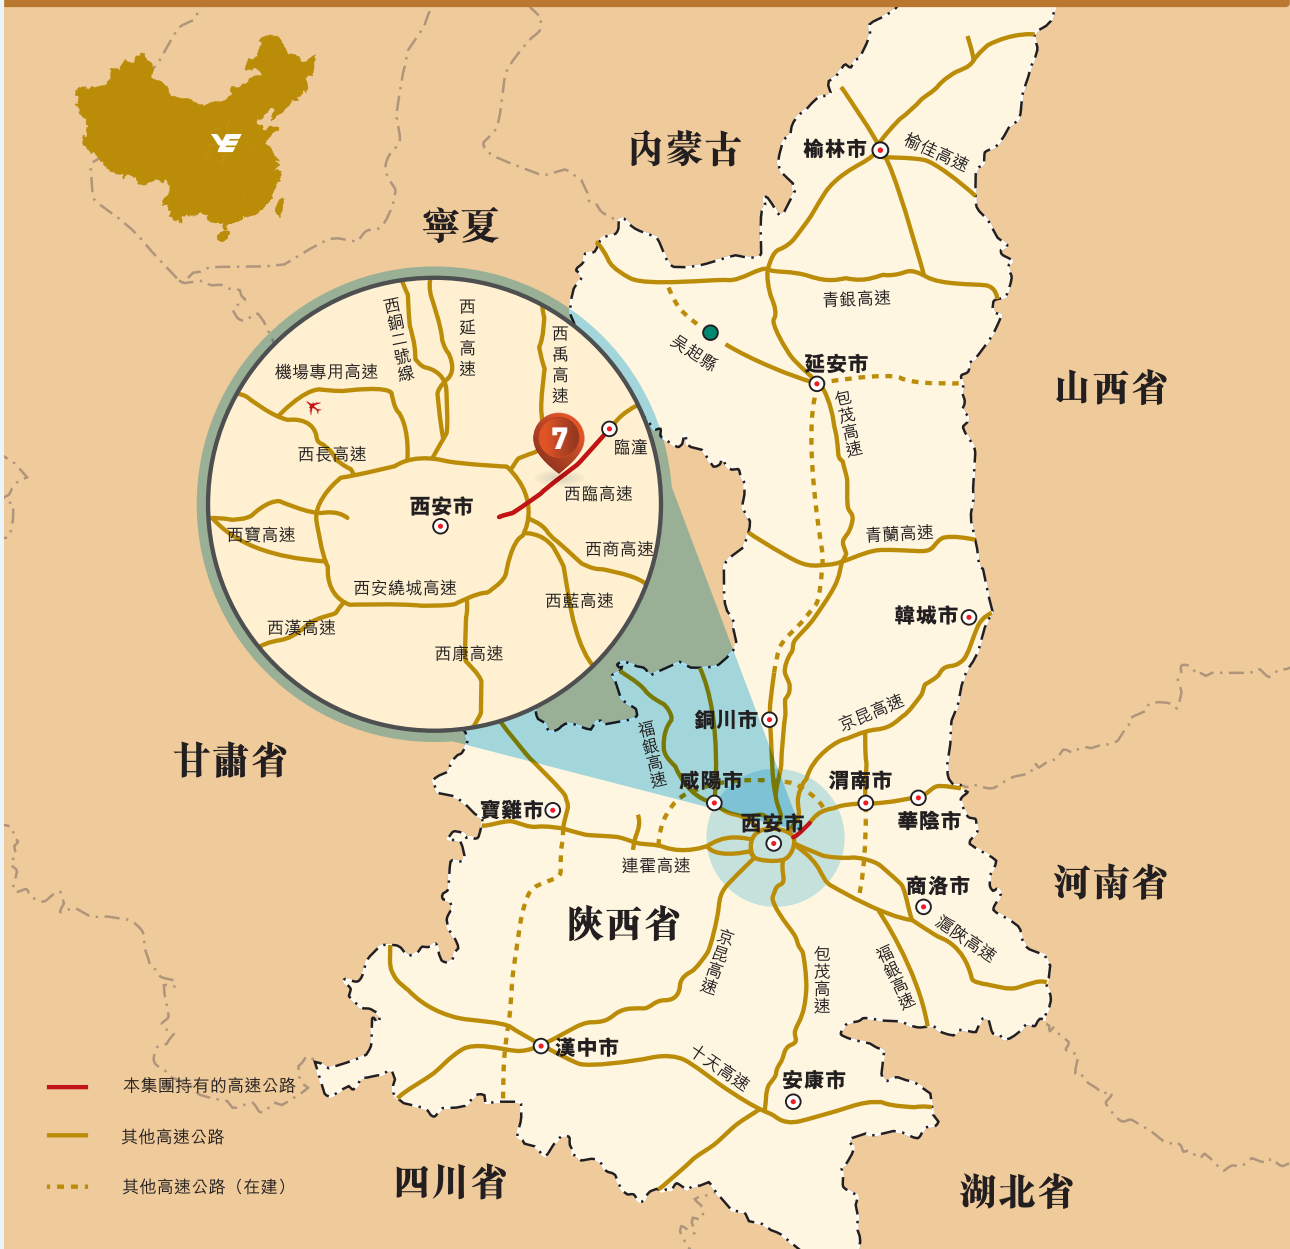 YE
內蒙古
榆林市
榆佳高速
寧夏
青銀高速
吴起縣
延安市
包茂高速
山西省
西銅二號線
西延高速
西禹高速
機場專用高速
7
臨潼
西長高速
西臨高速
西安市
西寶高速
西商高速
西安繞城高速
西藍高速
西漢高速
西康高速
青蘭高速
韓城市
京昆高速
銅川市
福銀高速
甘肅省
咸陽市
渭南市
寶雞市
華陰市
西安市
連霍高速
商洛市
河南省
陝西省
滬陝高速
京昆高速
包茂高速
福銀高速
漢中市
十天高速
安康市
本集團持有的高速公路
其他高速公路
其他高速公路（在建）
四川省
湖北省